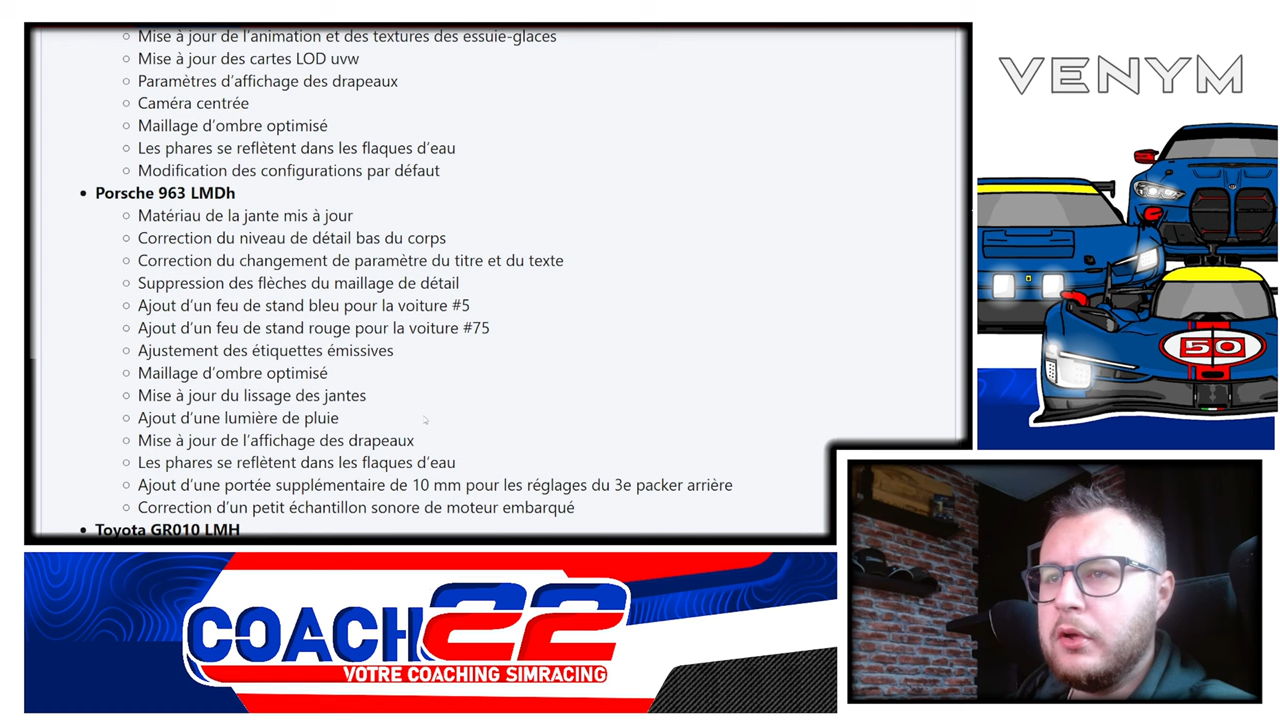 Mise à jour de l'animation et des textures des essuie-glaces
Mise à jour des cartes LOD uvw
Paramètres d'affichage des drapeaux
Caméra centrée
Maillage d'ombre optimisé
Les phares se reflètent dans les flaques d'eau
Modification des configurations par défaut
Porsche 963 LMDh
Matériau de la jante mis à jour
Correction du niveau de détail bas du corps
Correction du changement de paramètre du titre et du texte
Suppression des flèches du maillage de détail
Ajout d'un feu de stand bleu pour la voiture #5
Ajout d'un feu de stand rouge pour la voiture #75
Ajustement des étiquettes émissives
Maillage d'ombre optimisé
Mise à jour du lissage des jantes
Ajout d'une lumière de pluie
Mise à jour de l'affichage des drapeaux
Les phares se reflètent dans les flaques d'eau
Ajout d'une portée supplémentaire de 10 mm pour les réglages du 3e packer arrière
Correction d'un petit échantillon sonore de moteur embarqué
Toyota GR010 LMH
VENYM
50
COACH 22
VOTRE COACHING SIMRACING